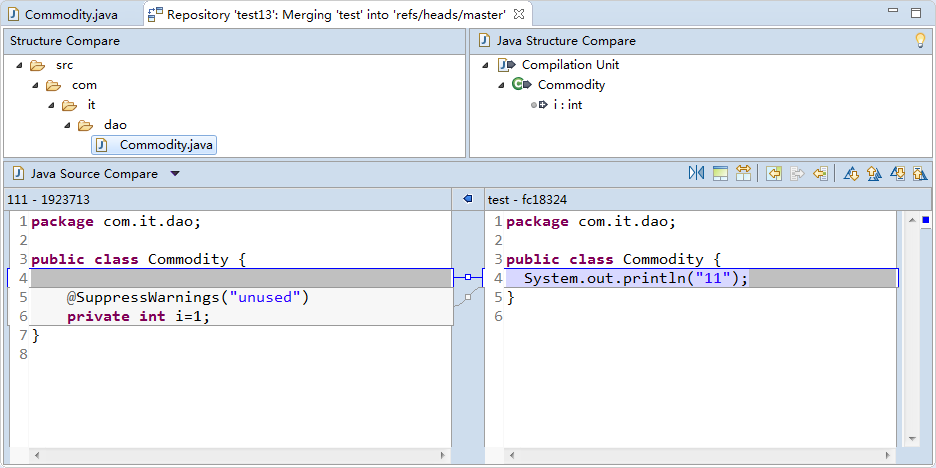 Commodity.java
Repository 'test13': Merging 'test' into 'refs/heads/master'
Structure Compare
src
com
it
dao
Commodity.java
Java Structure Compare
Compilation Unit
Commodity
i : int
Java Source Compare
111 - 1923713
1 package com.it.dao;
2
3 public class Commodity {
4
5 @SuppressWarnings("unused")
6 private int i=1;
7 }
8
test - fc18324
1 package com.it.dao;
2
3 public class Commodity {
4 System.out.println("11");
5 }
6